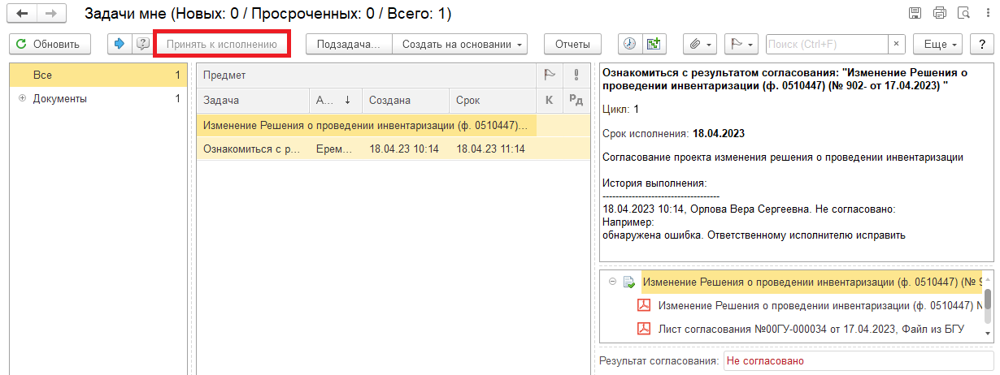 Задачи мне (Новых: 0 / Просроченных: 0 / Всего: 1)
Обновить
Принять к исполнению
Подзадача...
Создать на основании
Отчеты
Поиск (Ctrl+F)
×
Еще
?
Все 1
Документы 1
Предмет
Задача А... ↓ Создана Срок К Рд
Изменение Решения о проведении инвентаризации (ф. 0510447)...
Ознакомиться с р... Ерем... 18.04.23 10:14 18.04.23 11:14
Ознакомиться с результатом согласования: "Изменение Решения о
проведении инвентаризации (ф. 0510447) (№ 902- от 17.04.2023) "
Цикл: 1
Срок исполнения: 18.04.2023
Согласование проекта изменения решения о проведении инвентаризации
История выполнения:
------------------------------------
18.04.2023 10:14, Орлова Вера Сергеевна. Не согласовано:
Например:
обнаружена ошибка. Ответственному исполнителю исправить
Изменение Решения о проведении инвентаризации (ф. 0510447) (№ 9
Изменение Решения о проведении инвентаризации (ф. 0510447) №
Лист согласования №00ГУ-000034 от 17.04.2023, Файл из БГУ
Результат согласования: Не согласовано